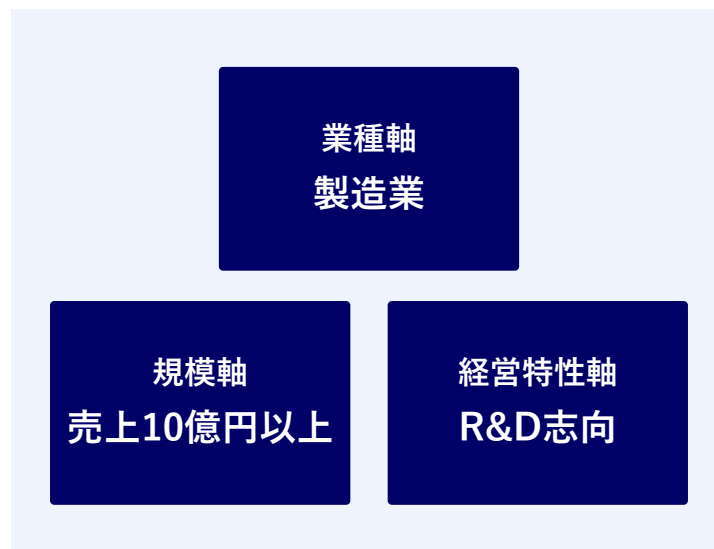 業種軸
製造業
規模軸
売上10億円以上
経営特性軸
R&D志向